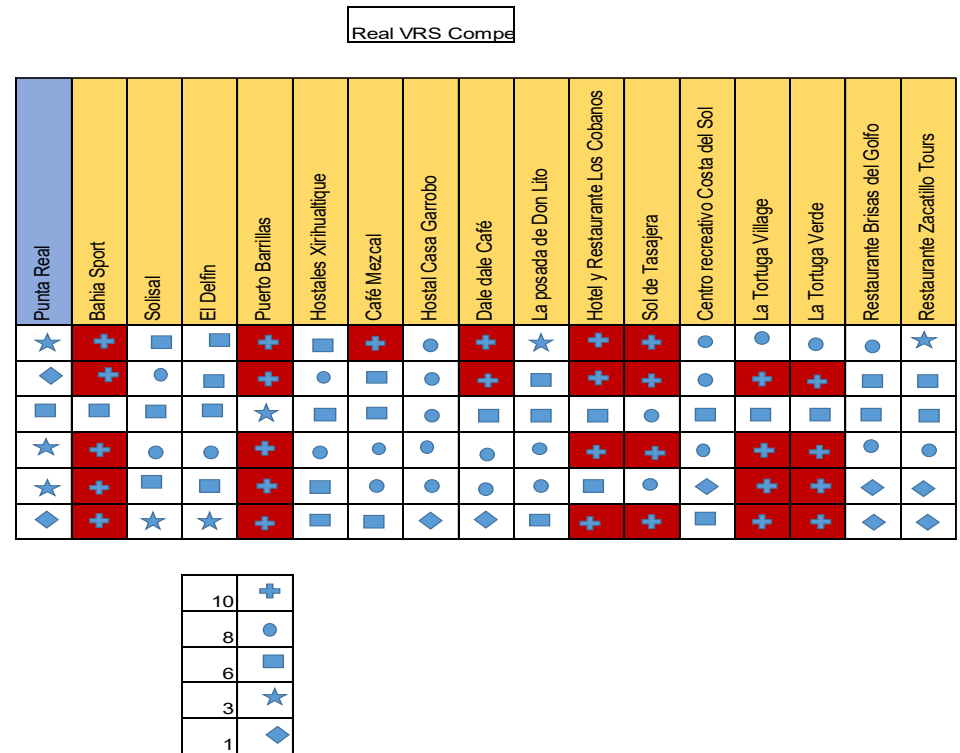 Real VRS Compe
Punta Real
Bahia Sport
Solisal
El Delfin
Puerto Barrillas
Hostales Xirihualtique
Café Mezcal
Hostal Casa Garrobo
Dale dale Café
La posada de Don Lito
Hotel y Restaurante Los Cobanos
Sol de Tasajera
Centro recreativo Costa del Sol
La Tortuga Village
La Tortuga Verde
Restaurante Brisas del Golfo
Restaurante Zacatillo Tours
10
8
6
3
1